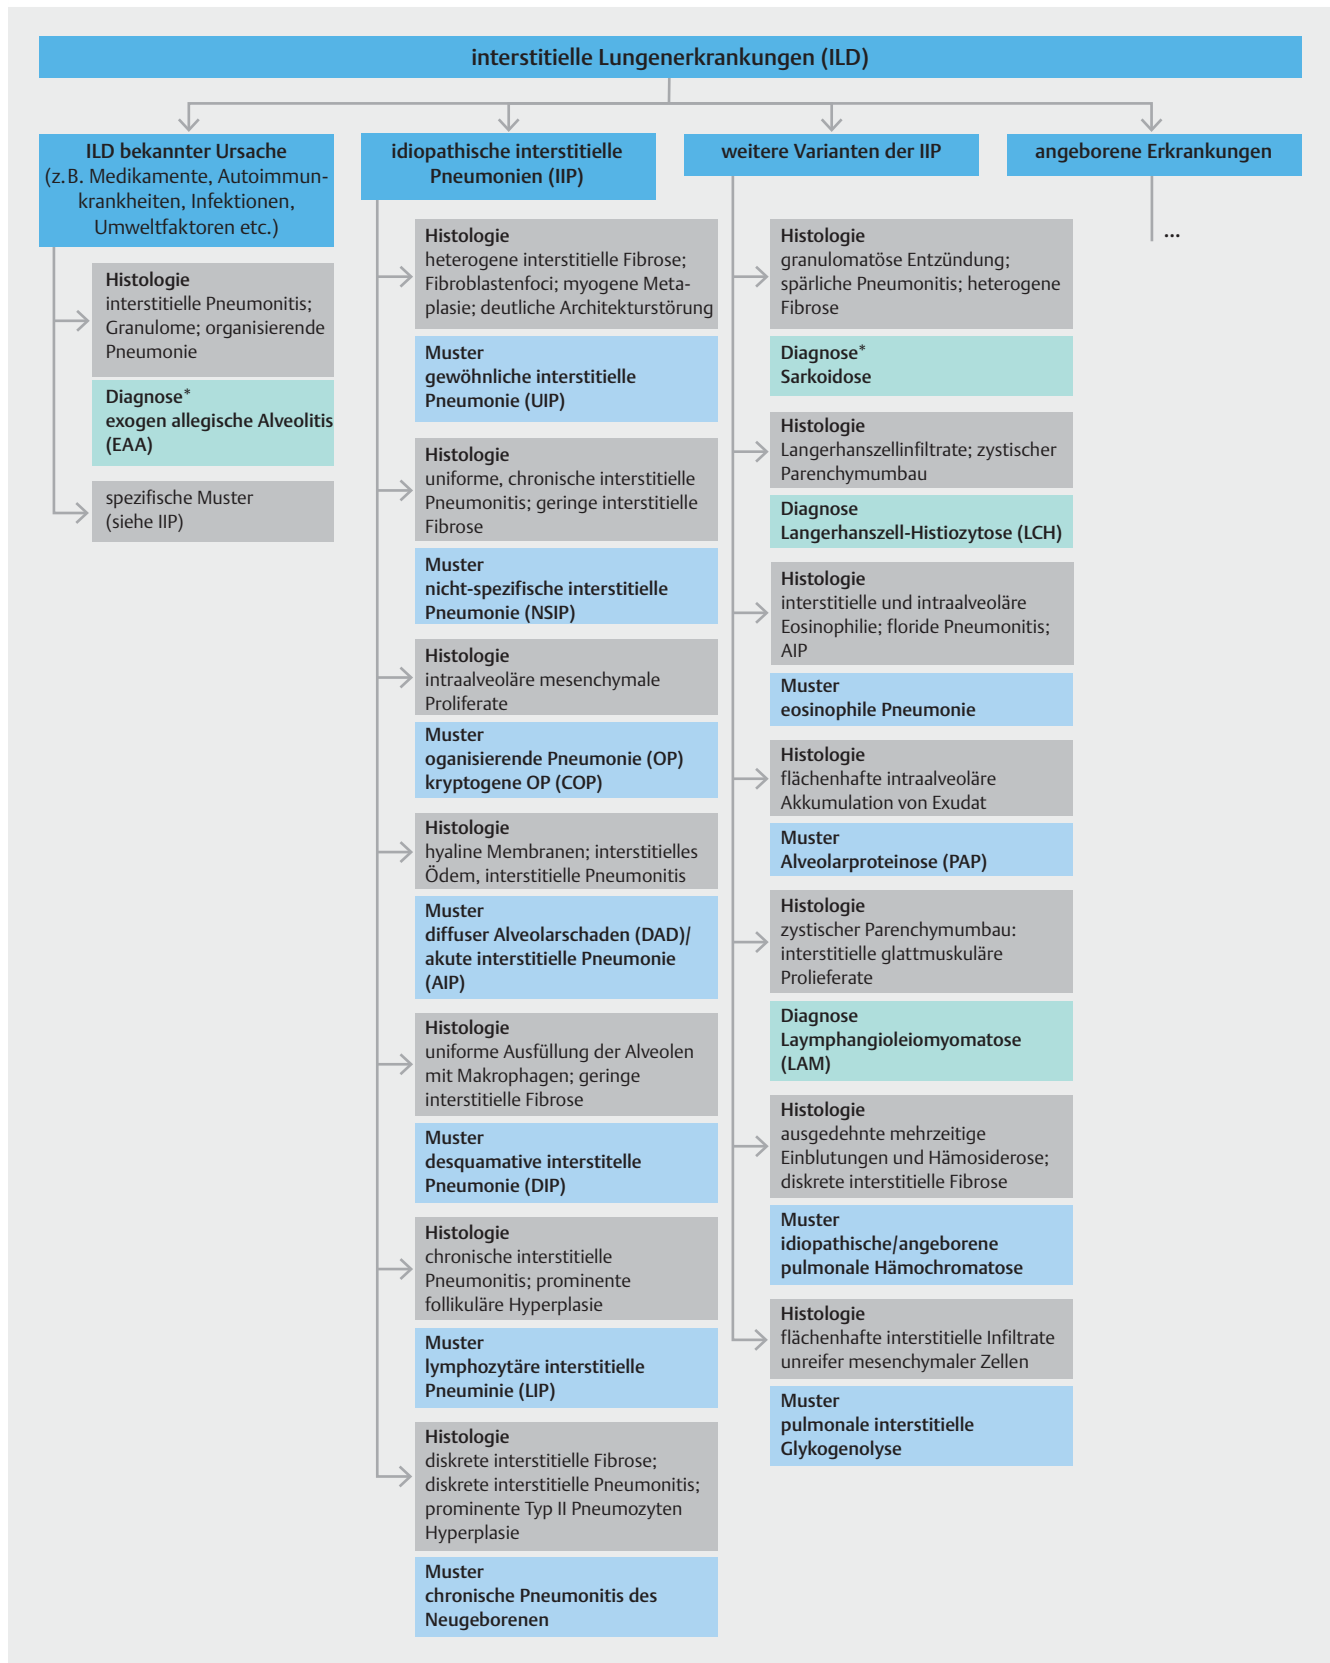 interstitielle Lungenerkrankungen (ILD)
ILD bekannter Ursache
(z. B. Medikamente, Autoimmun-
krankheiten, Infektionen,
Umweltfaktoren etc.)
Histologie
interstitielle Pneumonitis;
Granulome; organisierende
Pneumonie
Diagnose*
exogen allegische Alveolitis
(EAA)
spezifische Muster
(siehe IIP)
idiopathische interstitielle
Pneumonien (IIP)
Histologie
heterogene interstitielle Fibrose;
Fibroblastenfoci; myogene Meta-
plasie; deutliche Architekturstörung
Muster
gewöhnliche interstitielle
Pneumonie (UIP)
Histologie
uniforme, chronische interstitielle
Pneumonitis; geringe interstitielle
Fibrose
Muster
nicht-spezifische interstitielle
Pneumonie (NSIP)
Histologie
intraalveoläre mesenchymale
Proliferate
Muster
oganisierende Pneumonie (OP)
kryptogene OP (COP)
Histologie
hyaline Membranen; interstitielles
Ödem, interstitielle Pneumonitis
Muster
diffuser Alveolarschaden (DAD)/
akute interstitielle Pneumonie
(AIP)
Histologie
uniforme Ausfüllung der Alveolen
mit Makrophagen; geringe
interstitielle Fibrose
Muster
desquamative interstitelle
Pneumonie (DIP)
Histologie
chronische interstitielle
Pneumonitis; prominente
follikuläre Hyperplasie
Muster
lymphozytäre interstitielle
Pneuminie (LIP)
Histologie
diskrete interstitielle Fibrose;
diskrete interstitielle Pneumonitis;
prominente Typ II Pneumozyten
Hyperplasie
Muster
chronische Pneumonitis des
Neugeborenen
weitere Varianten der IIP
Histologie
granulomatöse Entzündung;
spärliche Pneumonitis; heterogene
Fibrose
Diagnose*
Sarkoidose
Histologie
Langerhanszellinfiltrate; zystischer
Parenchymumbau
Diagnose
Langerhanszell-Histiozytose (LCH)
Histologie
interstitielle und intraalveoläre
Eosinophilie; floride Pneumonitis;
AIP
Muster
eosinophile Pneumonie
Histologie
flächenhafte intraalveoläre
Akkumulation von Exudat
Muster
Alveolarproteinose (PAP)
Histologie
zystischer Parenchymumbau:
interstitielle glattmuskuläre
Prolieferate
Diagnose
Laymphangioleiomyomatose
(LAM)
Histologie
ausgedehnte mehrzeitige
Einblutungen und Hämosiderose;
diskrete interstitielle Fibrose
Muster
idiopathische/angeborene
pulmonale Hämochromatose
Histologie
flächenhafte interstitielle Infiltrate
unreifer mesenchymaler Zellen
Muster
pulmonale interstitielle
Glykogenolyse
angeborene Erkrankungen
...